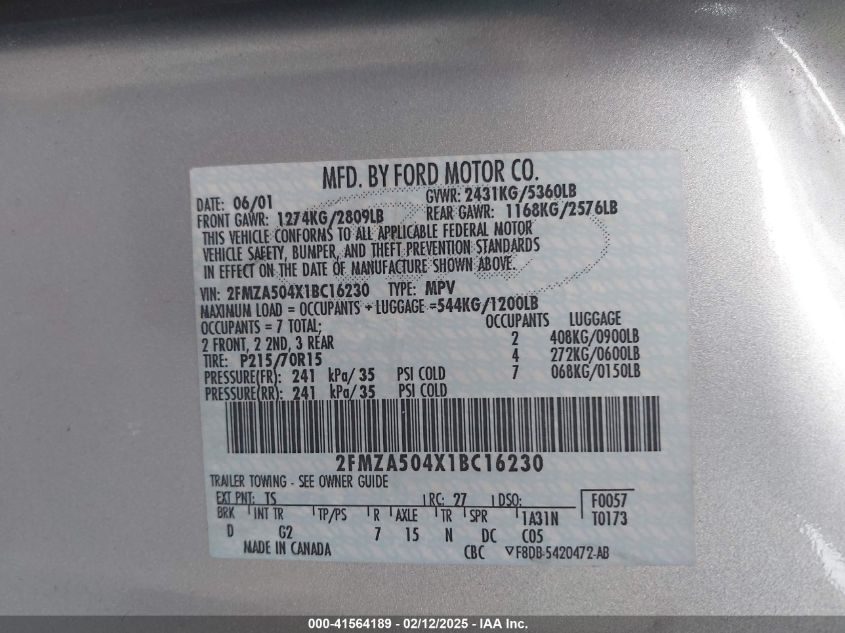 MFD. BY FORD MOTOR CO.
DATE: 06/01 GVWR: 2431KG/5360LB
FRONT GAWR: 1274KG/2809LB REAR GAWR: 1168KG/2576LB
THIS VEHICLE CONFORMS TO ALL APPLICABLE FEDERAL MOTOR
VEHICLE SAFETY, BUMPER, AND THEFT PREVENTION STANDARDS
IN EFFECT ON THE DATE OF MANUFACTURE SHOWN ABOVE.
VIN: 2FMZA504X1BC16230 TYPE: MPV
MAXIMUM LOAD = OCCUPANTS + LUGGAGE =544KG/1200LB
OCCUPANTS = 7 TOTAL; OCCUPANTS LUGGAGE
2 FRONT, 2 2ND, 3 REAR 2 408KG/0900LB
TIRE: P215/70R15 4 272KG/0600LB
PRESSURE(FR): 241 kPa/ 35 PSI COLD 7 068KG/0150LB
PRESSURE(RR): 241 kPa/ 35 PSI COLD
2FMZA504X1BC16230
TRAILER TOWING - SEE OWNER GUIDE
EXT PNT: TS RC: 27 DSO: F0057
BRK INT TR TP/PS R AXLE TR SPR 1A31N T0173
D G2 7 15 N DC C05
MADE IN CANADA CBC F8DB-5420472-AB
000-41564189 - 02/12/2025 - IAA Inc.